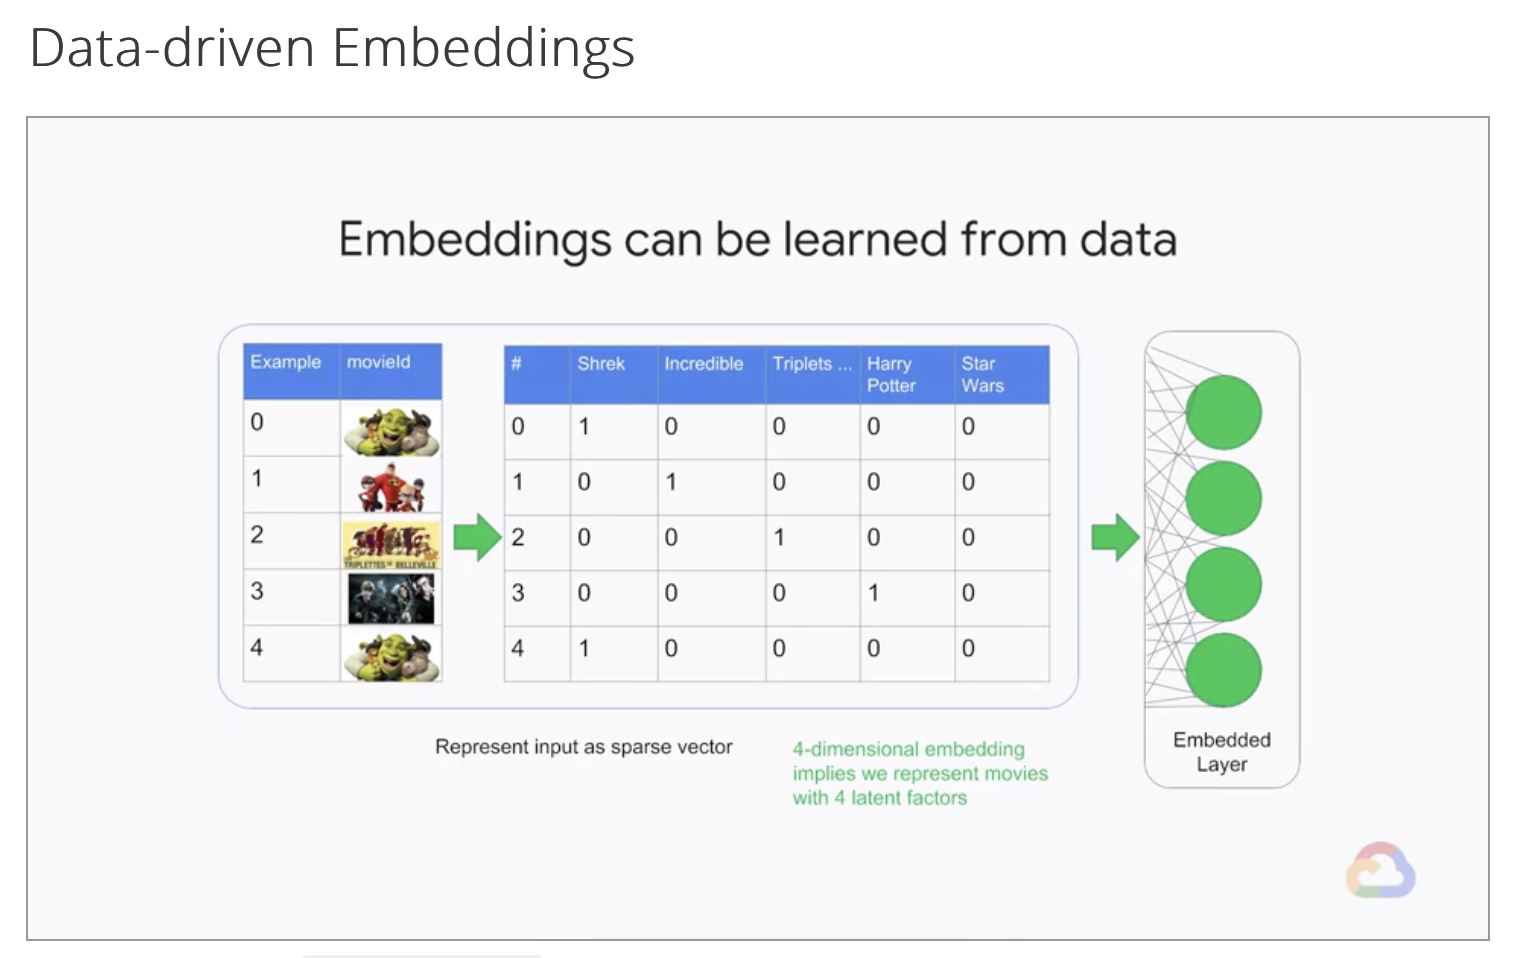 Data-driven Embeddings
Embeddings can be learned from data
Example movieId
0
1
2
TRIPLETTES DE BELLEVILLE
3
4
# Shrek Incredible Triplets ... Harry Potter Star Wars
0 1 0 0 0 0
1 0 1 0 0 0
2 0 0 1 0 0
3 0 0 0 1 0
4 1 0 0 0 0
Represent input as sparse vector
4-dimensional embedding
implies we represent movies
with 4 latent factors
Embedded
Layer